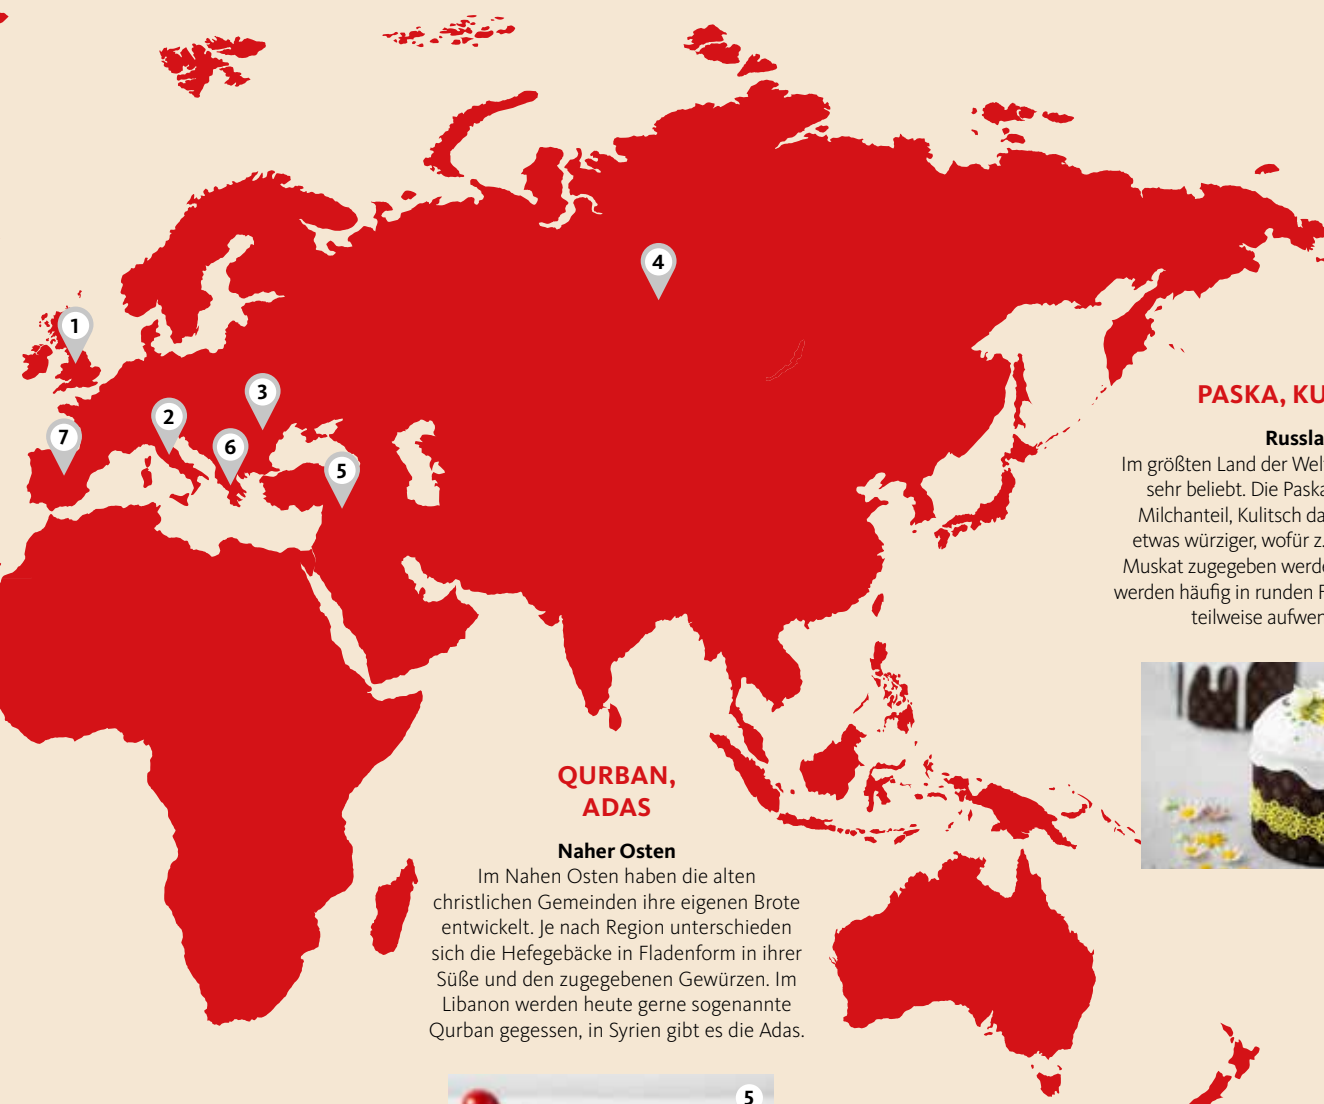 4
1
3
2
7
6
5
PASKA, KU
Russla
Im größten Land der Welt
sehr beliebt. Die Paska
Milchanteil, Kulitsch da
etwas würziger, wofür z.
Muskat zugegeben werde
werden häufig in runden F
teilweise aufwen
QURBAN,
ADAS
Naher Osten
Im Nahen Osten haben die alten
christlichen Gemeinden ihre eigenen Brote
entwickelt. Je nach Region unterschieden
sich die Hefegebäcke in Fladenform in ihrer
Süße und den zugegebenen Gewürzen. Im
Libanon werden heute gerne sogenannte
Qurban gegessen, in Syrien gibt es die Adas.
5